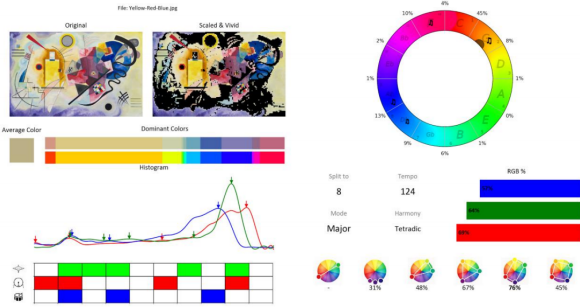 File: Yellow-Red-Blue.jpg
Original
Scaled & Vivid
Average Color
Dominant Colors
Histogram
4%
45%
8%
1%
0%
1%
6%
9%
13%
1%
2%
10%
C
D
A
E
B
Split to
8
Tempo
124
Mode
Major
Harmony
Tetradic
RGB %
-
31%
48%
67%
76%
45%